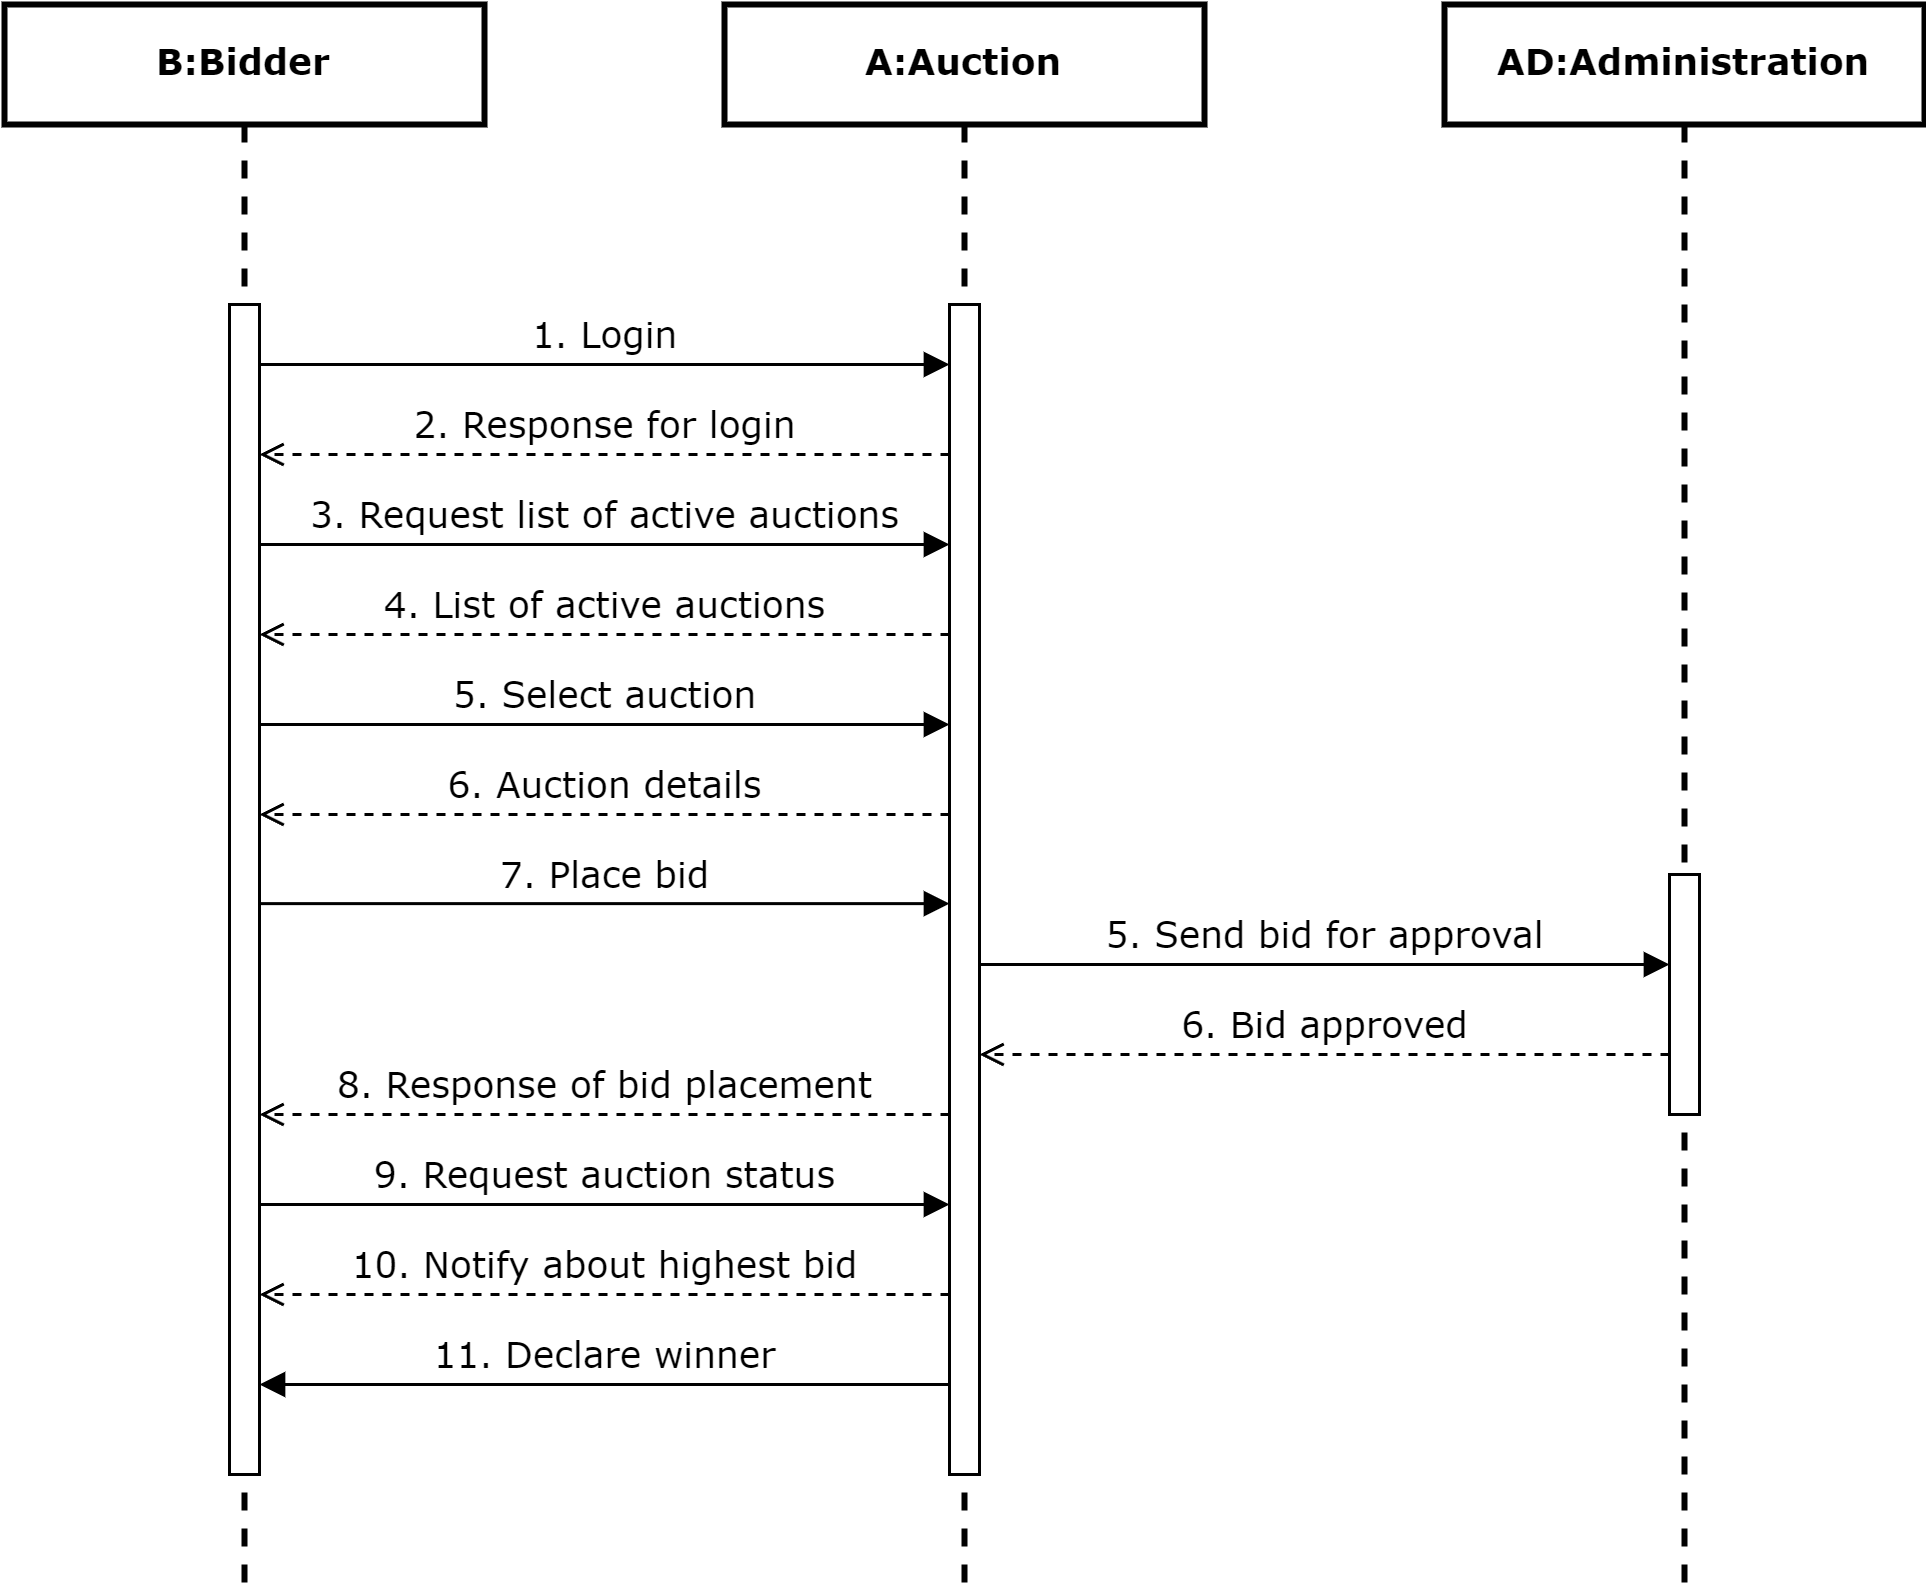 B:Bidder
A:Auction
AD:Administration
1. Login
2. Response for login
3. Request list of active auctions
4. List of active auctions
5. Select auction
6. Auction details
7. Place bid
5. Send bid for approval
6. Bid approved
8. Response of bid placement
9. Request auction status
10. Notify about highest bid
11. Declare winner